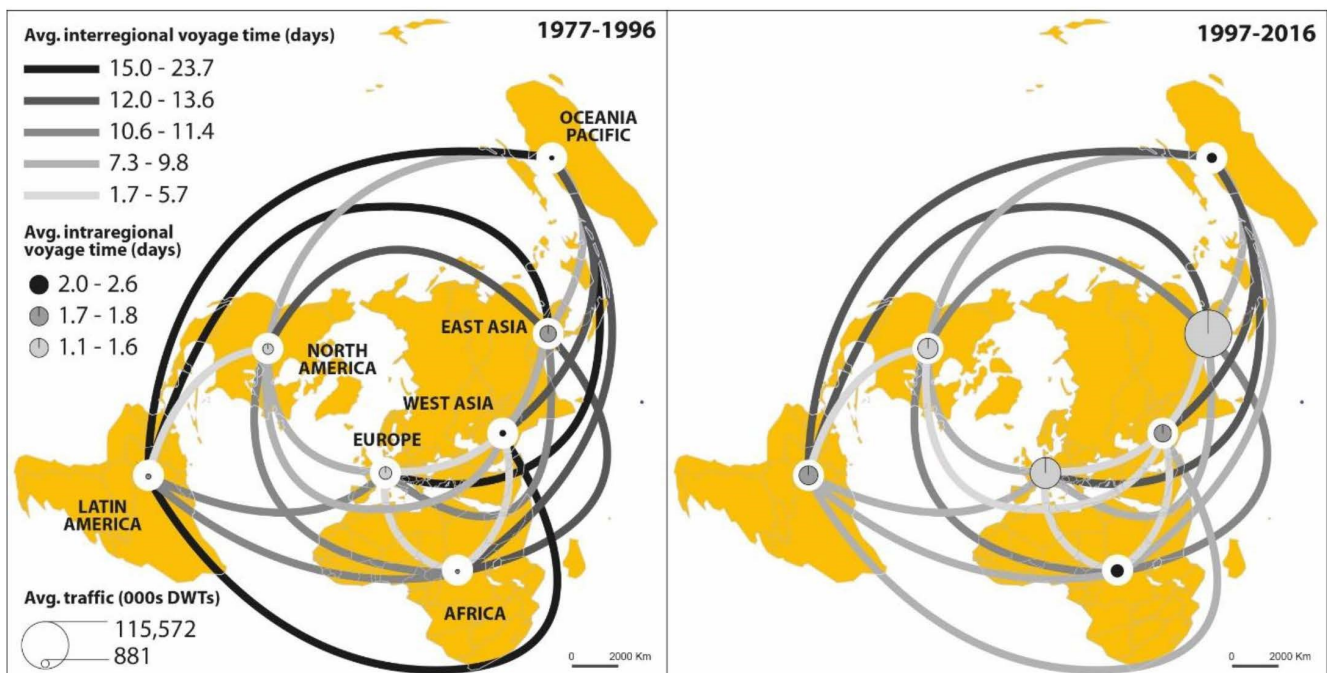 Avg. interregional voyage time (days)
15.0 - 23.7
12.0 - 13.6
10.6 - 11.4
7.3 - 9.8
1.7 - 5.7
Avg. intraregional
voyage time (days)
2.0 - 2.6
1.7 - 1.8
1.1 - 1.6
1977-1996
OCEANIA
PACIFIC
EAST ASIA
NORTH
AMERICA
WEST ASIA
EUROPE
LATIN
AMERICA
AFRICA
Avg. traffic (000s DWTs)
115,572
881
0 2000 Km
1997-2016
0 2000 Km